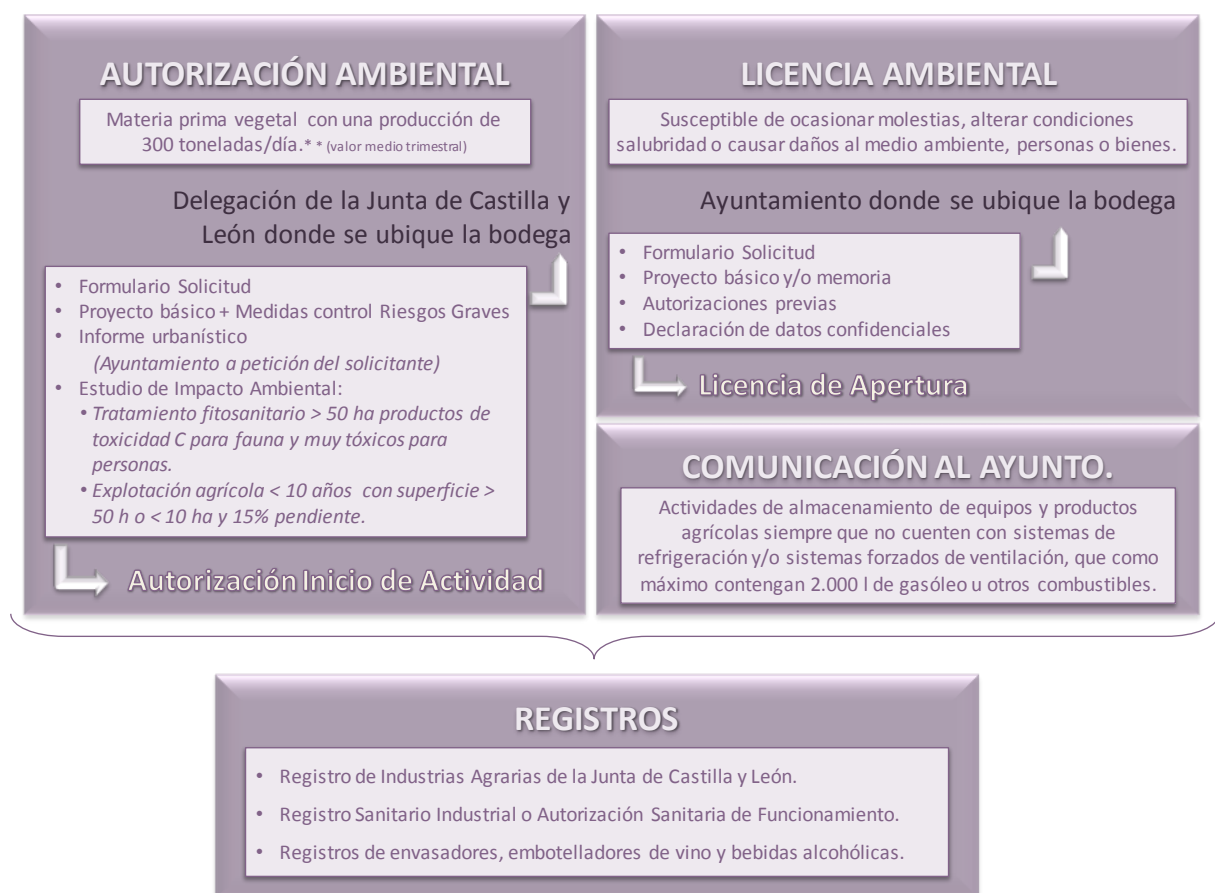 AUTORIZACIÓN AMBIENTAL
Materia prima vegetal con una producción de
300 toneladas/día.* * (valor medio trimestral)
Delegación de la Junta de Castilla y
León donde se ubique la bodega
• Formulario Solicitud
• Proyecto básico + Medidas control Riesgos Graves
• Informe urbanístico
(Ayuntamiento a petición del solicitante)
• Estudio de Impacto Ambiental:
• Tratamiento fitosanitario > 50 ha productos de
toxicidad C para fauna y muy tóxicos para
personas.
• Explotación agrícola < 10 años con superficie >
50 h o < 10 ha y 15% pendiente.
Autorización Inicio de Actividad
LICENCIA AMBIENTAL
Susceptible de ocasionar molestias, alterar condiciones
salubridad o causar daños al medio ambiente, personas o bienes.
Ayuntamiento donde se ubique la bodega
• Formulario Solicitud
• Proyecto básico y/o memoria
• Autorizaciones previas
• Declaración de datos confidenciales
Licencia de Apertura
COMUNICACIÓN AL AYUNTO.
Actividades de almacenamiento de equipos y productos
agrícolas siempre que no cuenten con sistemas de
refrigeración y/o sistemas forzados de ventilación, que como
máximo contengan 2.000 l de gasóleo u otros combustibles.
REGISTROS
• Registro de Industrias Agrarias de la Junta de Castilla y León.
• Registro Sanitario Industrial o Autorización Sanitaria de Funcionamiento.
• Registros de envasadores, embotelladores de vino y bebidas alcohólicas.